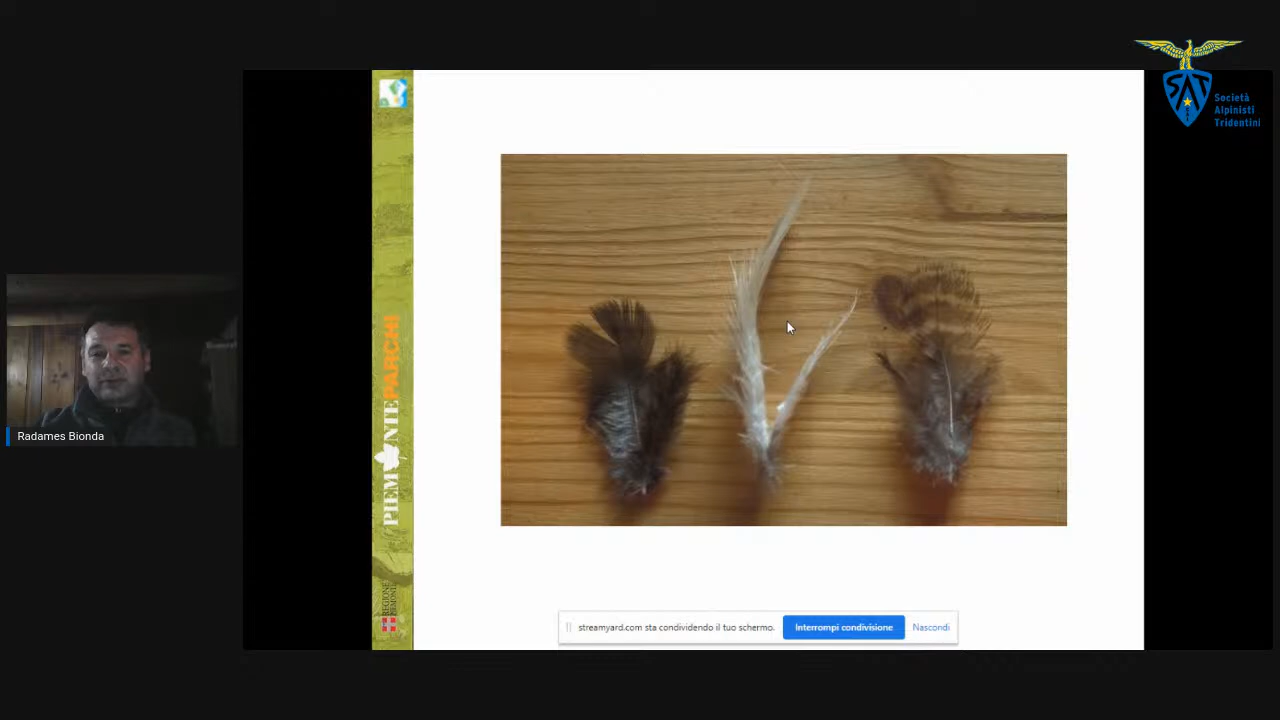 SAT
Società
Alpinisti
Tridentini
PIEMONTE PARCHI
REGIONE
PIEMONTE
Radames Bionda
streamyard.com sta condividendo il tuo schermo.
Interrompi condivisione
Nascondi